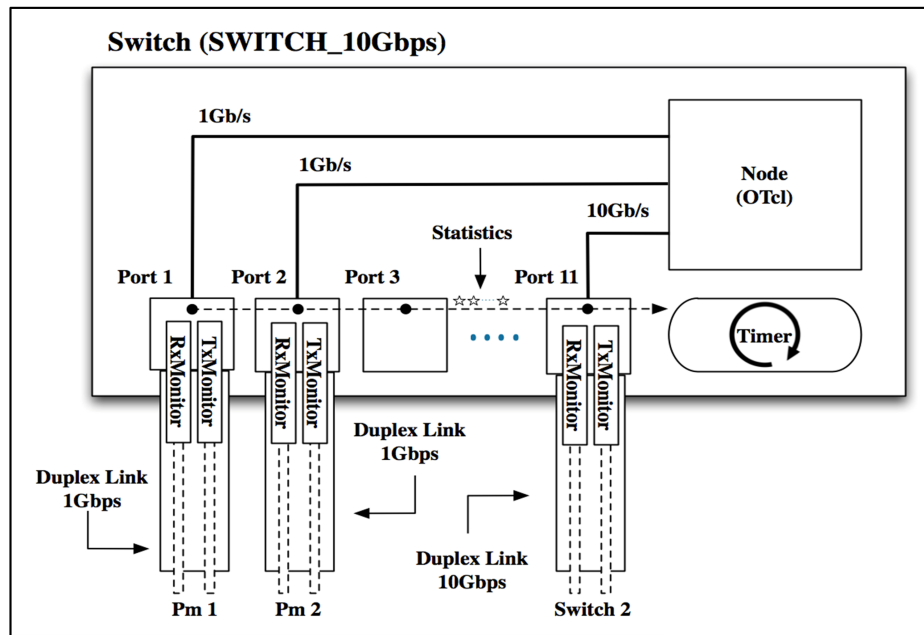 Switch (SWITCH_10Gbps)
1Gb/s
1Gb/s
10Gb/s
Node
(OTcl)
Statistics
Port 1
Port 2
Port 3
Port 11
RxMonitor
TxMonitor
RxMonitor
TxMonitor
RxMonitor
TxMonitor
Timer
Duplex Link
1Gbps
Duplex Link
1Gbps
Duplex Link
10Gbps
Pm 1
Pm 2
Switch 2